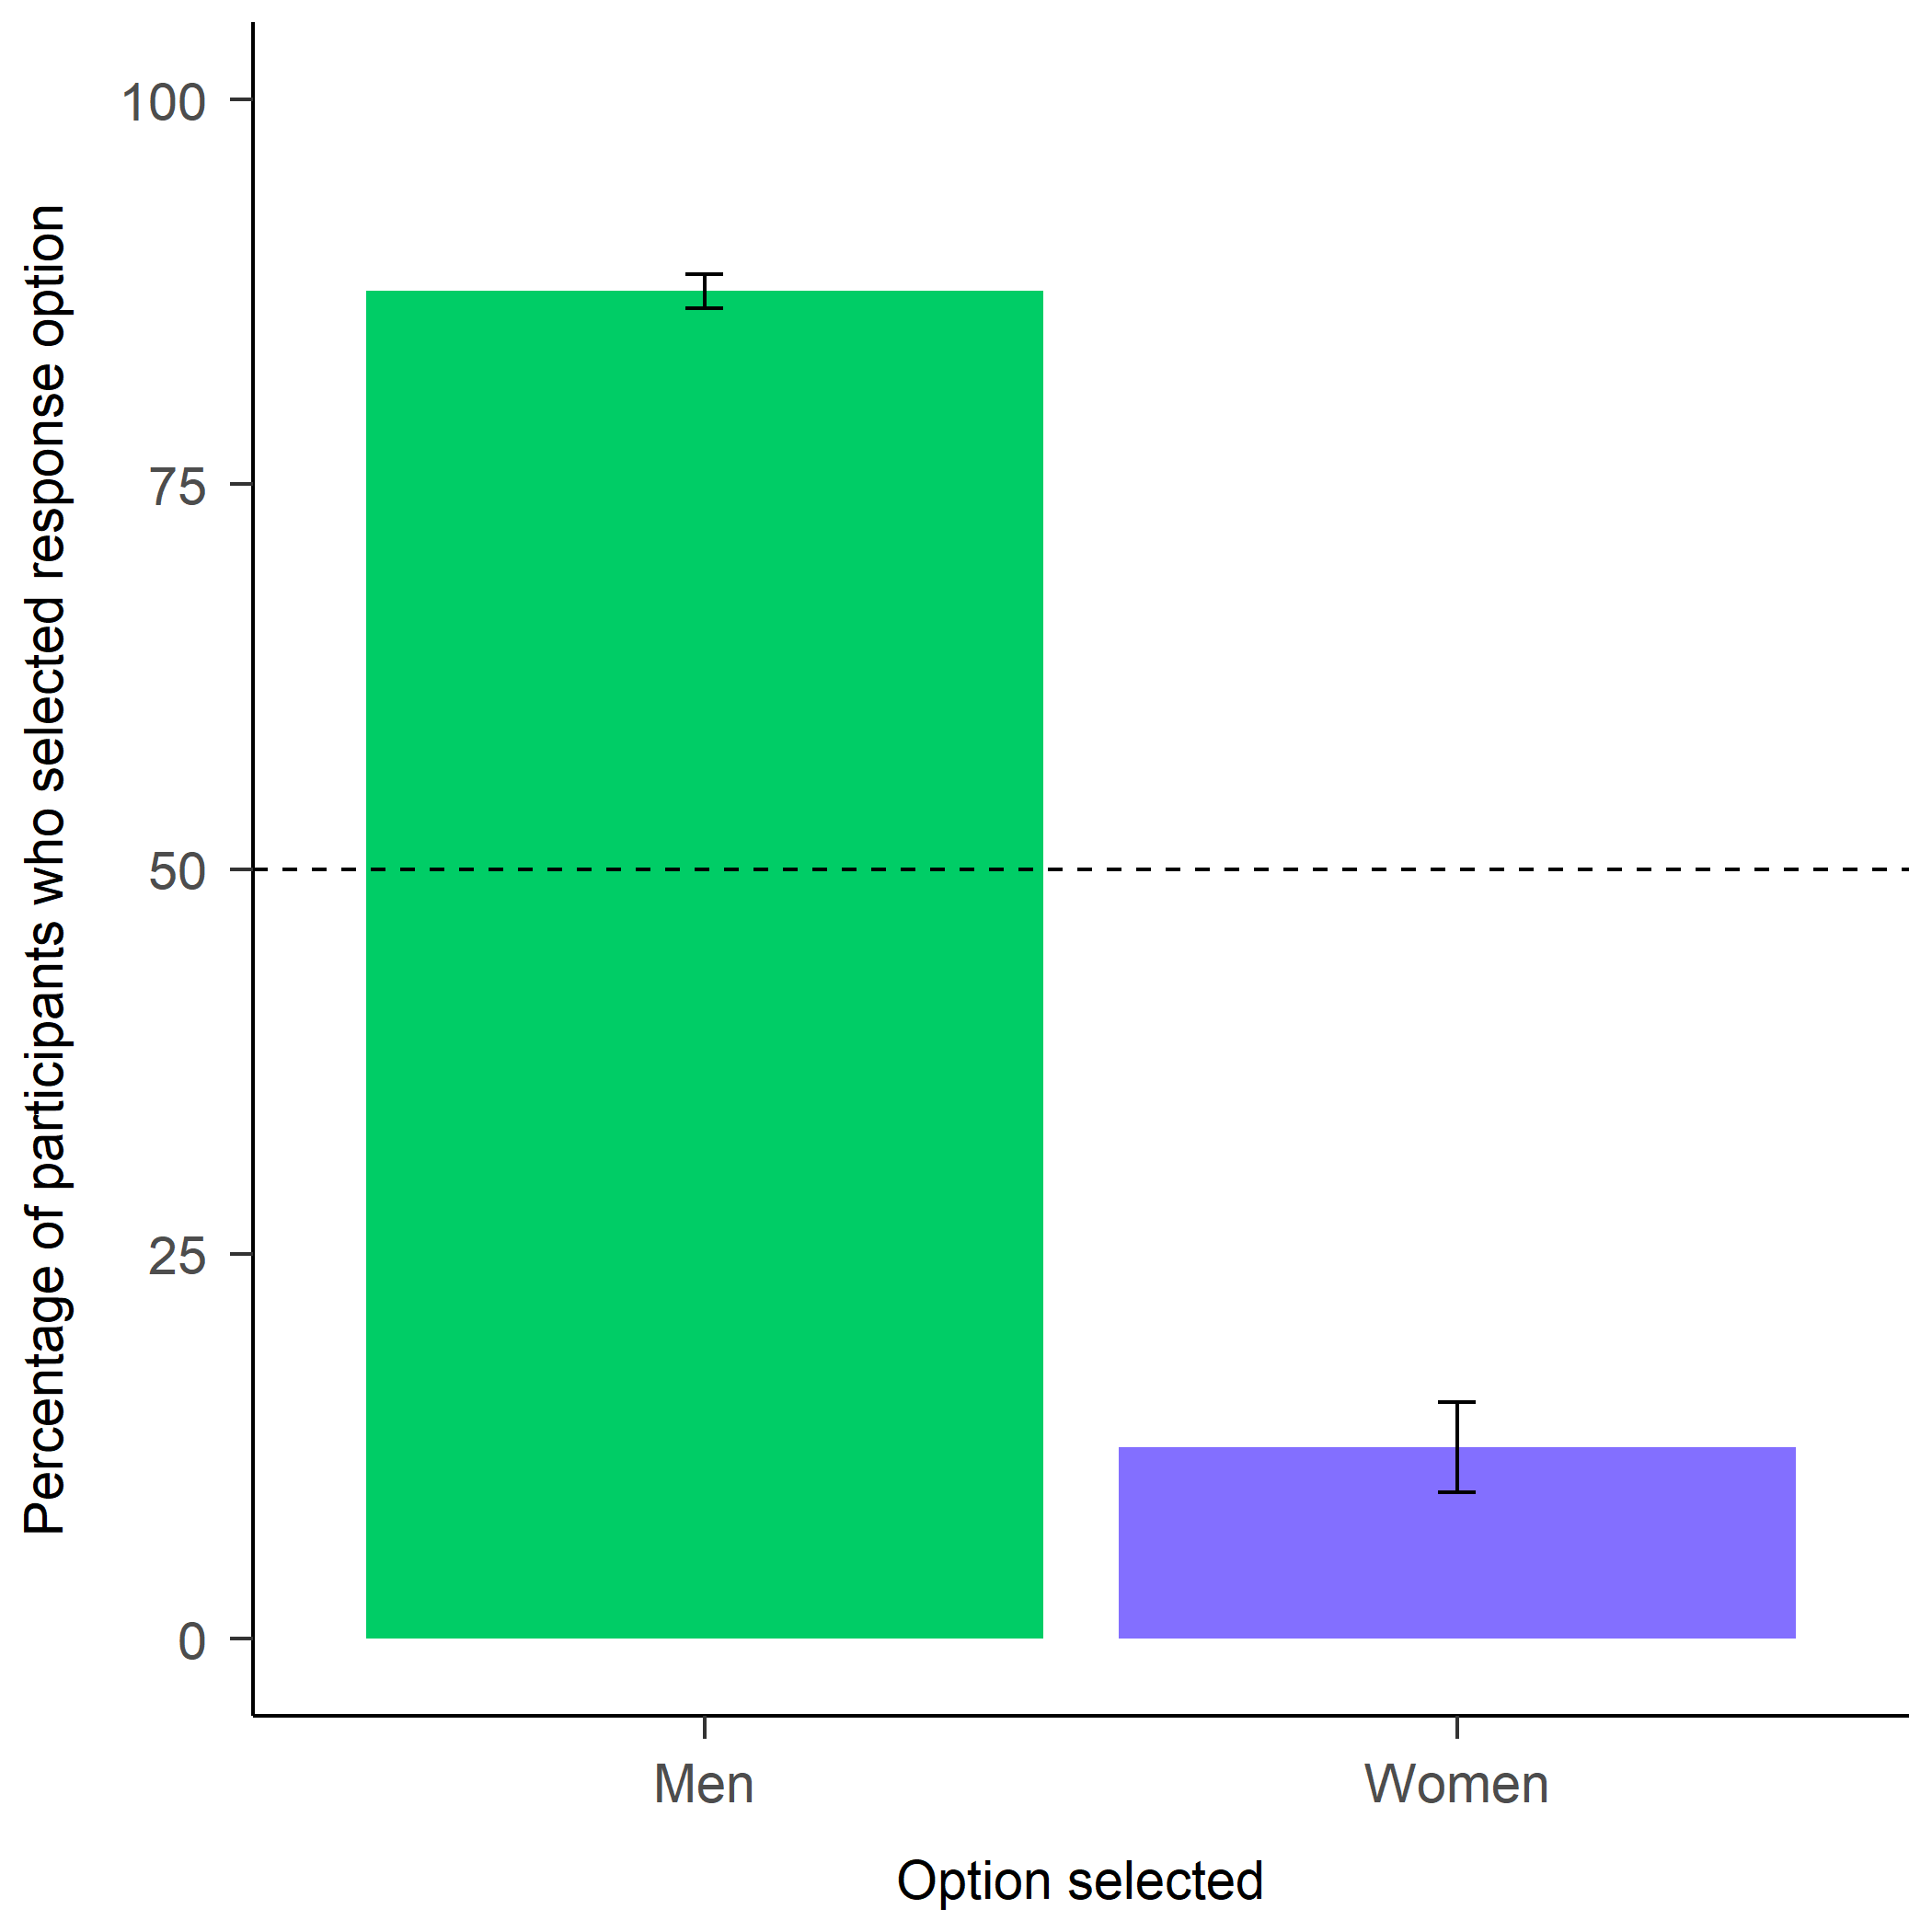 Percentage of participants who selected response option
100
75
50
25
0
Men
Women
Option selected